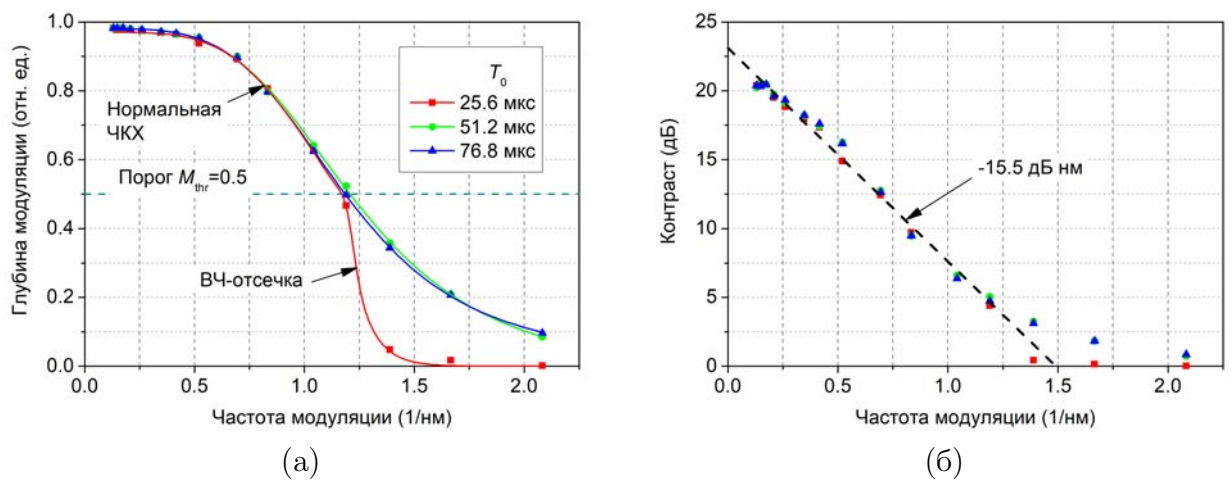 1.0
0.8
0.6
0.4
0.2
0.0
Глубина модуляции (отн. ед.)
Нормальная
ЧКХ
Порог Mthr=0.5
ВЧ-отсечка
T0
25.6 мкс
51.2 мкс
76.8 мкс
0.0 0.5 1.0 1.5 2.0
Частота модуляции (1/нм)
(а)
25
20
15
10
5
0
Контраст (дБ)
-15.5 дБ нм
0.0 0.5 1.0 1.5 2.0
Частота модуляции (1/нм)
(б)